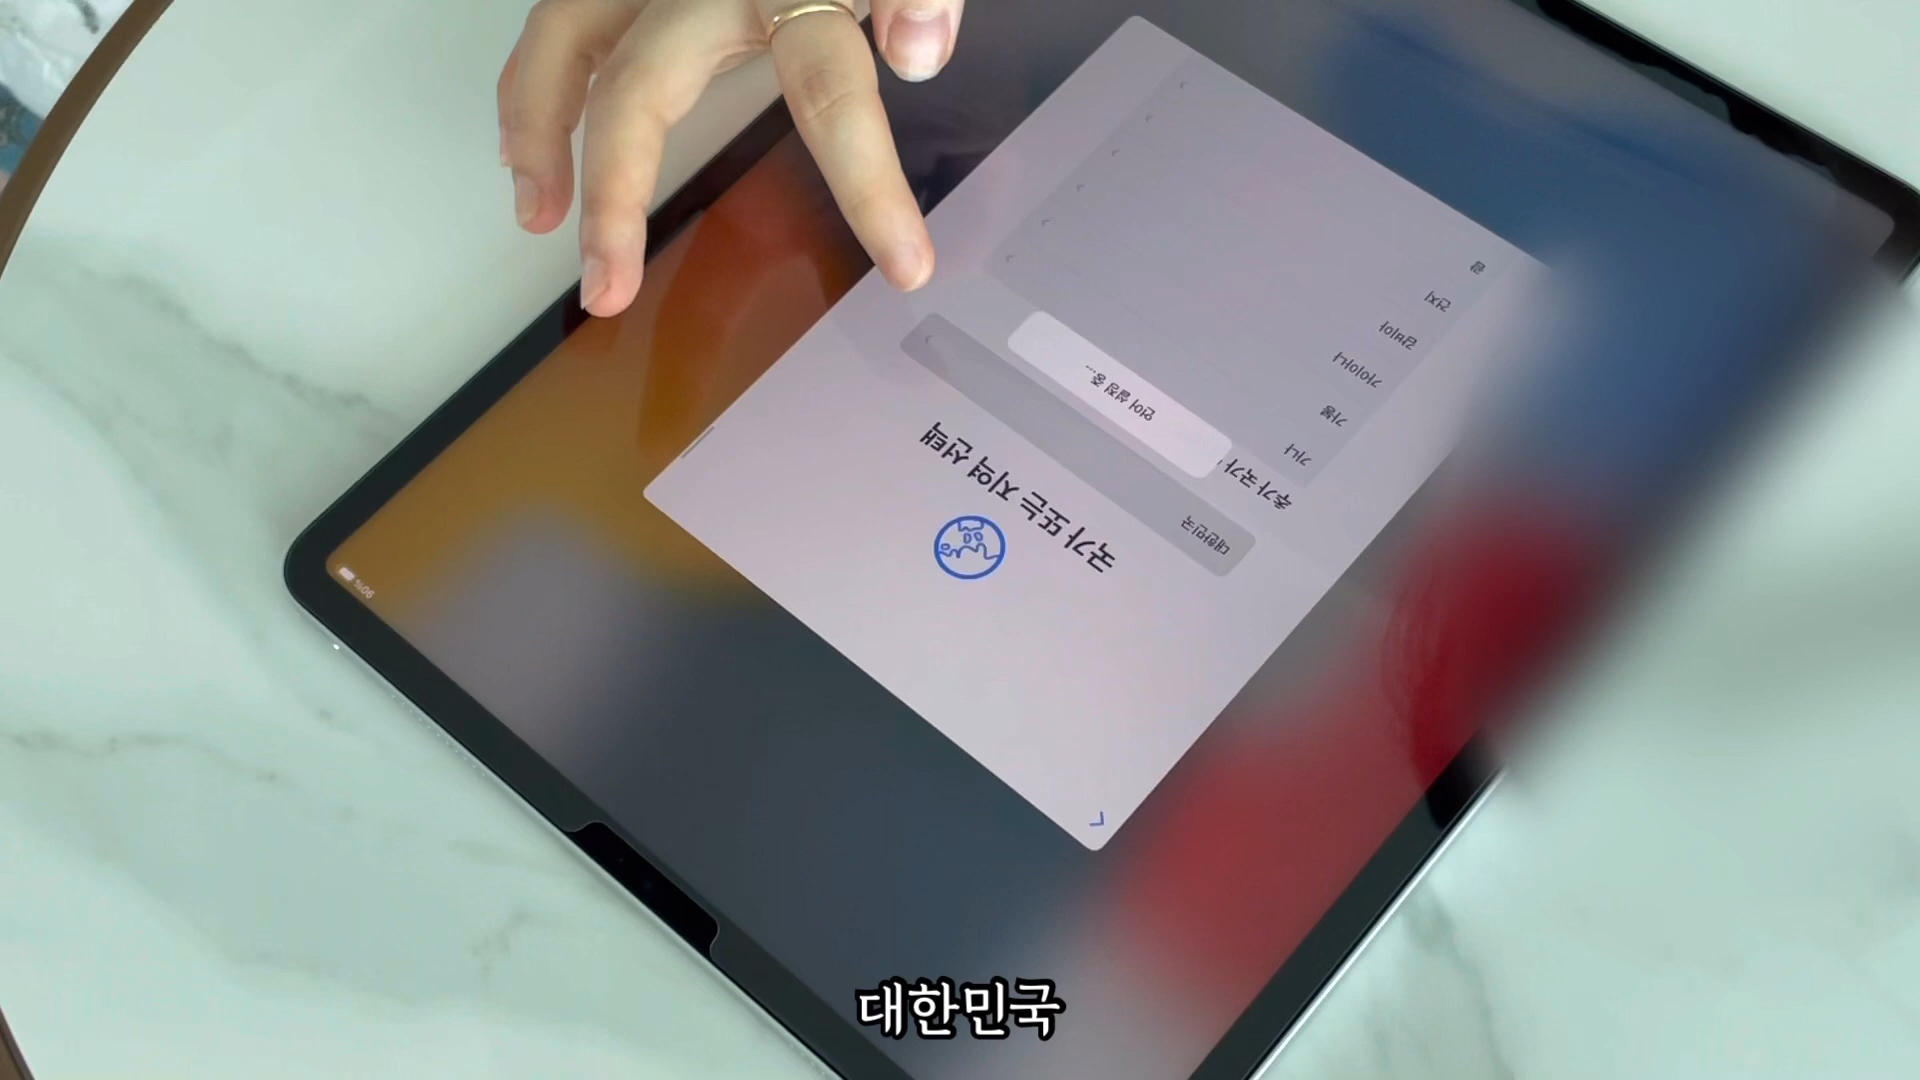 90%
국가 또는 지역 선택
대한민국
언어 설정 중...
추가 국가
가나
가봉
가이아나
감비아
건지
괌
대한민국